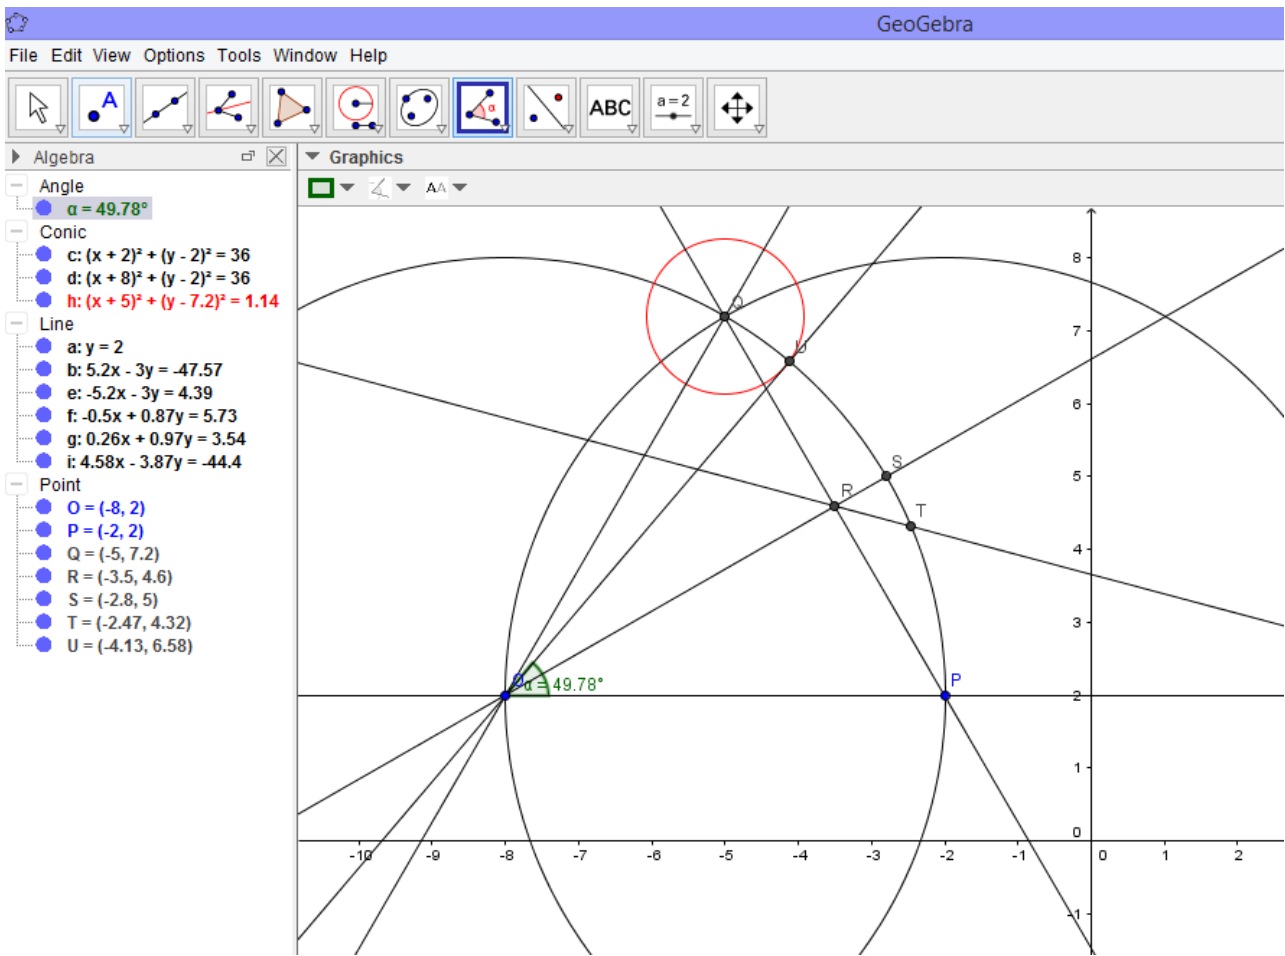 GeoGebra
File Edit View Options Tools Window Help
A α ABC a = 2
Algebra
Graphics
AA
Angle
α = 49.78°
Conic
c: (x + 2)² + (y - 2)² = 36
d: (x + 8)² + (y - 2)² = 36
h: (x + 5)² + (y - 7.2)² = 1.14
Line
a: y = 2
b: 5.2x - 3y = -47.57
e: -5.2x - 3y = 4.39
f: -0.5x + 0.87y = 5.73
g: 0.26x + 0.97y = 3.54
i: 4.58x - 3.87y = -44.4
Point
O = (-8, 2)
P = (-2, 2)
Q = (-5, 7.2)
R = (-3.5, 4.6)
S = (-2.8, 5)
T = (-2.47, 4.32)
U = (-4.13, 6.58)
8
Q
7
U
6
S
5
R
T
4
3
O
α = 49.78°
P
2
1
0
-10 -9 -8 -7 -6 -5 -4 -3 -2 -1 0 1 2
-1